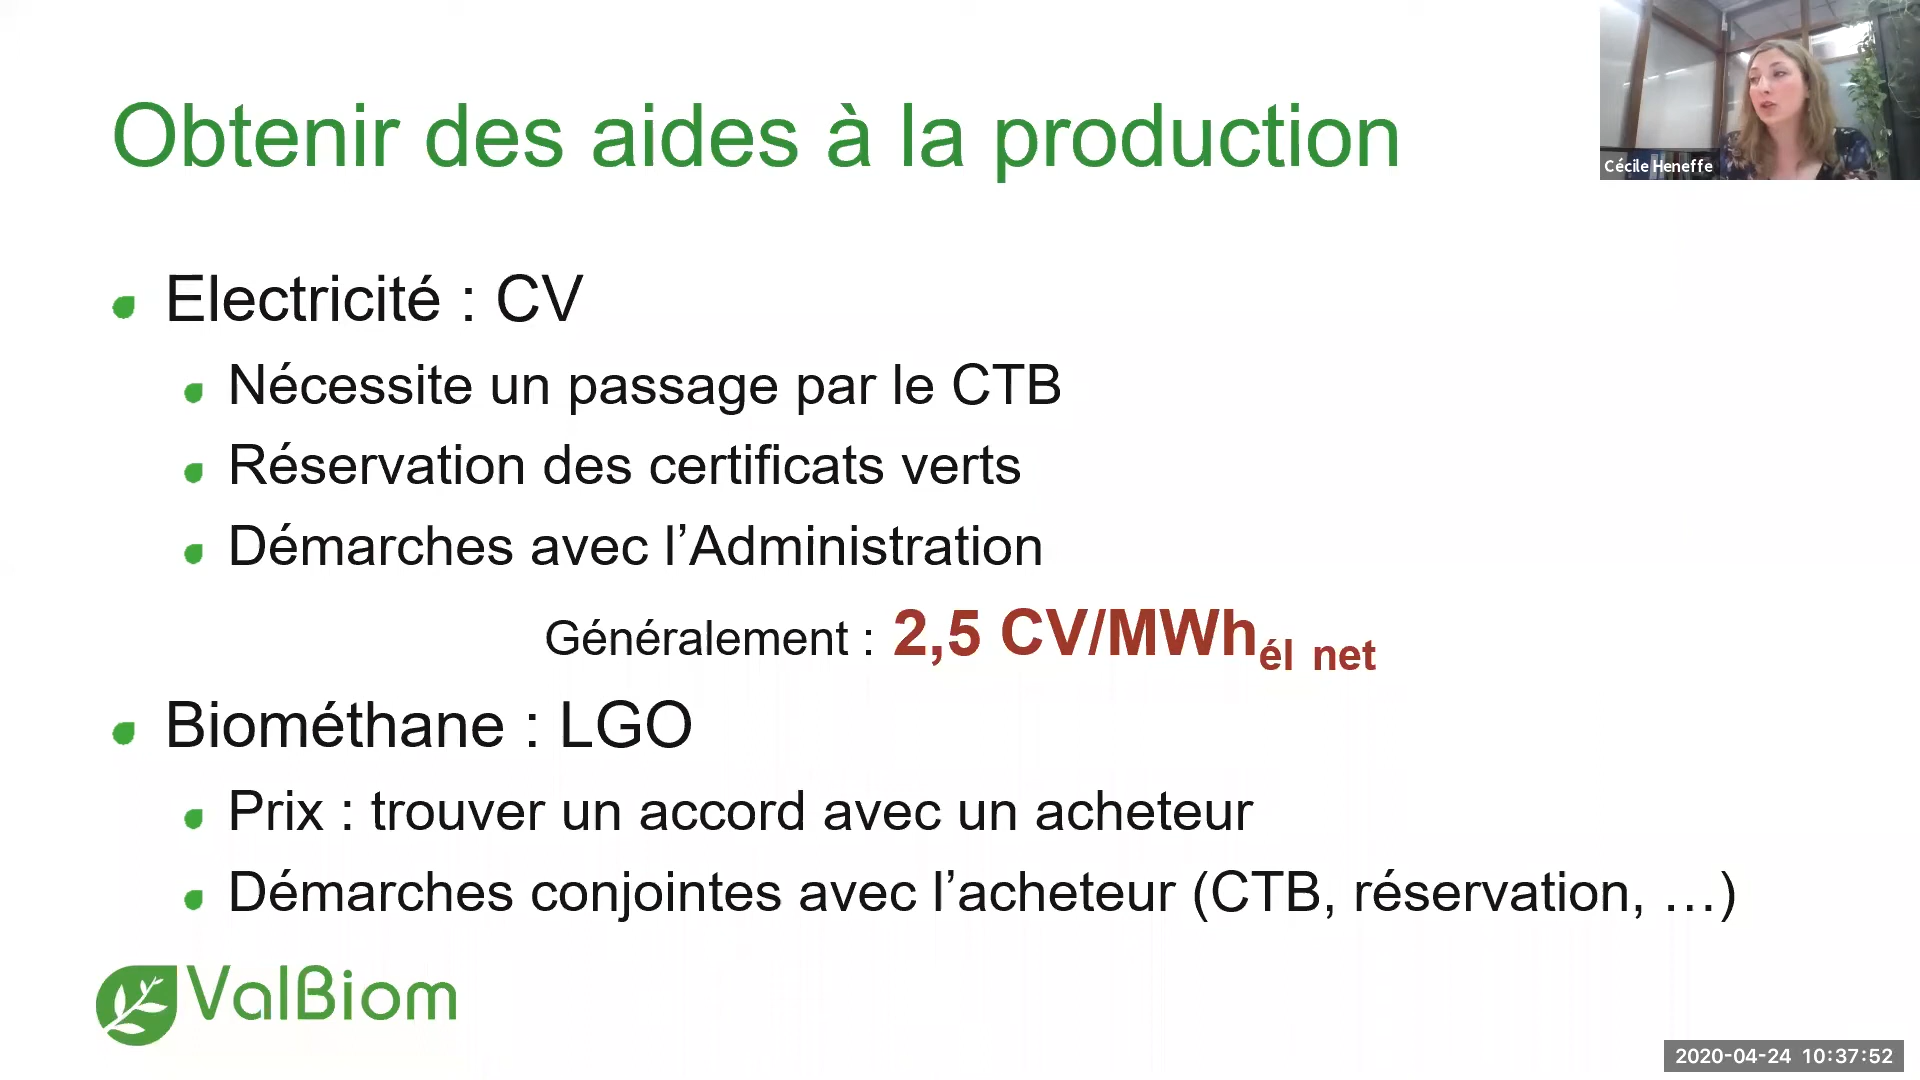 Obtenir des aides à la production
Cécile Heneffe
Electricité : CV
Nécessite un passage par le CTB
Réservation des certificats verts
Démarches avec l’Administration
Généralement : 2,5 CV/MWhél net
Biométhane : LGO
Prix : trouver un accord avec un acheteur
Démarches conjointes avec l’acheteur (CTB, réservation, …)
ValBiom
2020-04-24 10:37:52